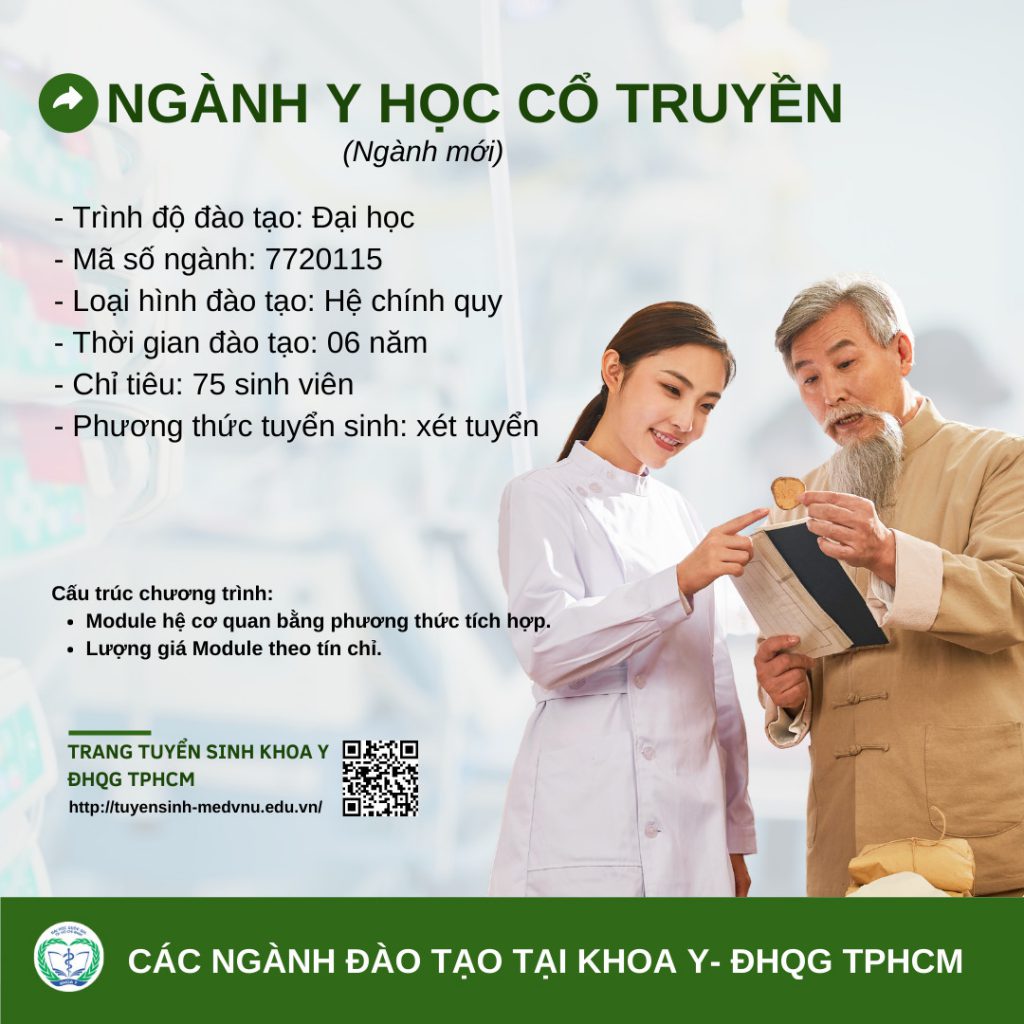 NGÀNH Y HỌC CỔ TRUYỀN
(Ngành mới)
- Trình độ đào tạo: Đại học
- Mã số ngành: 7720115
- Loại hình đào tạo: Hệ chính quy
- Thời gian đào tạo: 06 năm
- Chỉ tiêu: 75 sinh viên
- Phương thức tuyển sinh: xét tuyển
Cấu trúc chương trình:
• Module hệ cơ quan bằng phương thức tích hợp.
• Lượng giá Module theo tín chỉ.
TRANG TUYỂN SINH KHOA Y
ĐHQG TPHCM
http://tuyensinh-medvnu.edu.vn/
CÁC NGÀNH ĐÀO TẠO TẠI KHOA Y- ĐHQG TPHCM